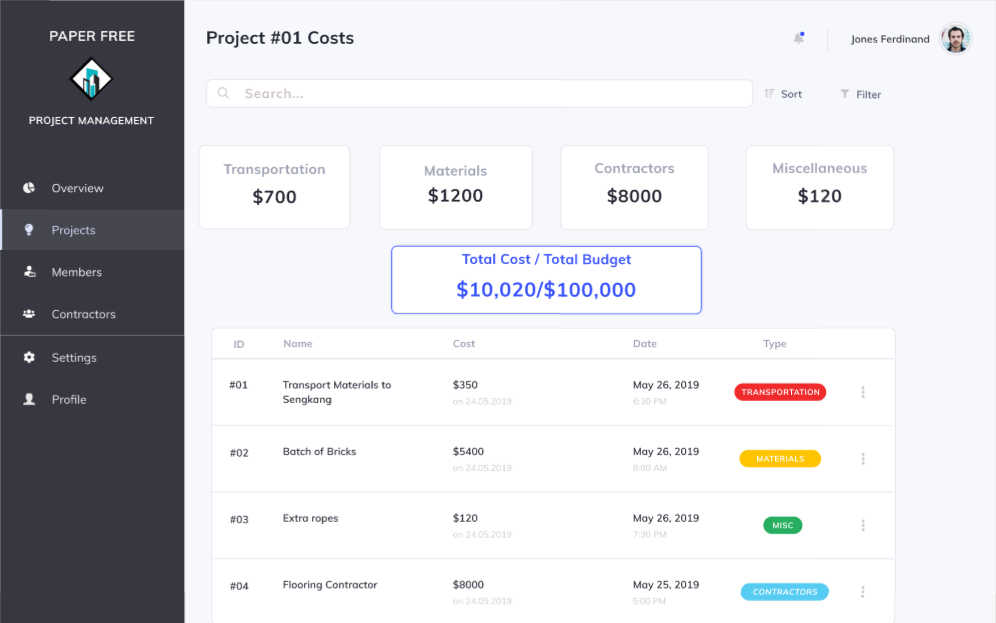 PAPER FREE
PROJECT MANAGEMENT
Overview
Projects
Members
Contractors
Settings
Profile
Project #01 Costs
Jones Ferdinand
Search...
Sort
Filter
Transportation
$700
Materials
$1200
Contractors
$8000
Miscellaneous
$120
Total Cost / Total Budget
$10,020/$100,000
ID Name Cost Date Type
#01 Transport Materials to Sengkang $350 May 26, 2019 TRANSPORTATION
on 24.05.2019 6:30 PM
#02 Batch of Bricks $5400 May 26, 2019 MATERIALS
on 24.05.2019 8:00 AM
#03 Extra ropes $120 May 26, 2019 MISC
on 24.05.2019 7:30 PM
#04 Flooring Contractor $8000 May 25, 2019 CONTRACTORS
on 24.05.2019 5:00 PM